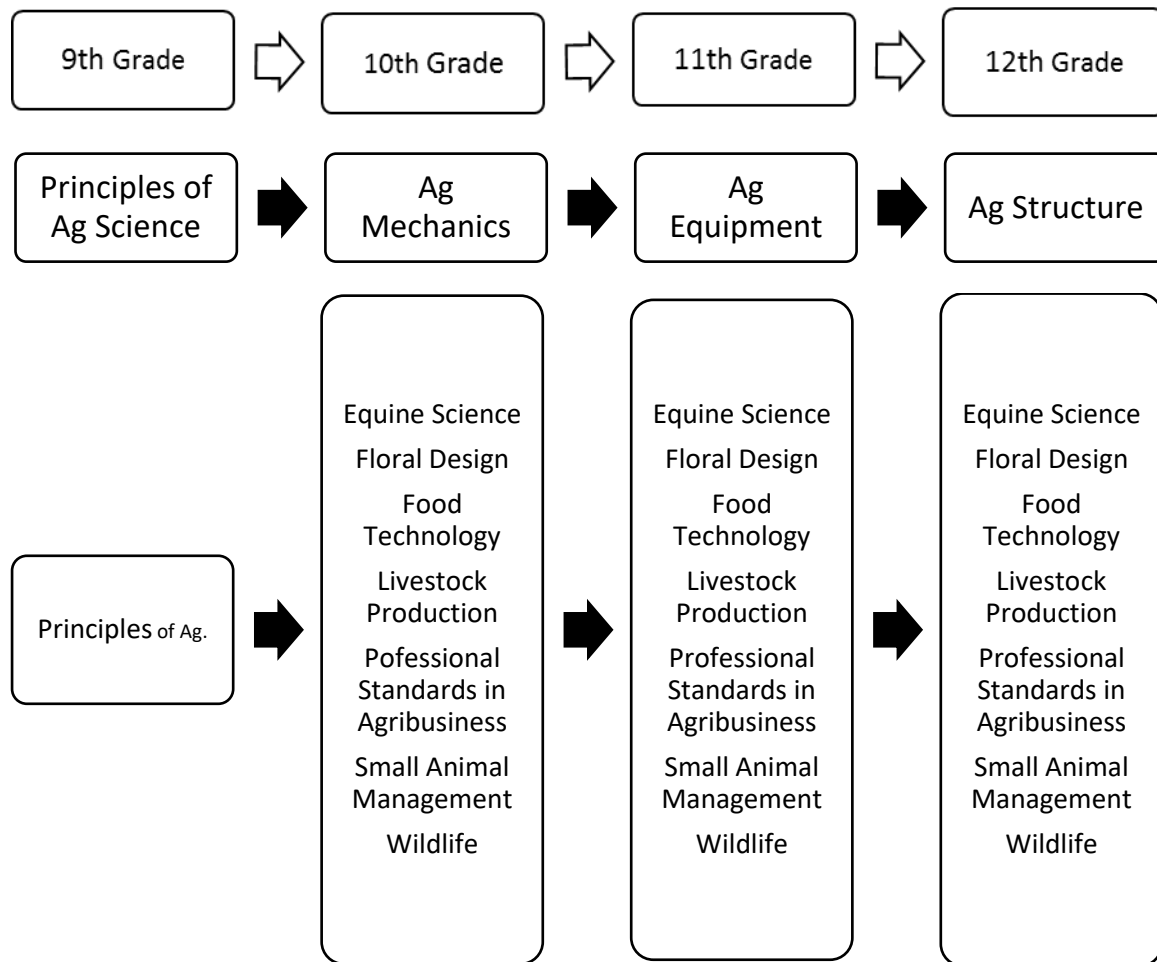 9th Grade
10th Grade
11th Grade
12th Grade
Principles of
Ag Science
Ag
Mechanics
Ag
Equipment
Ag Structure
Principles of Ag.
Equine Science
Floral Design
Food
Technology
Livestock
Production
Pofessional
Standards in
Agribusiness
Small Animal
Management
Wildlife
Equine Science
Floral Design
Food
Technology
Livestock
Production
Professional
Standards in
Agribusiness
Small Animal
Management
Wildlife
Equine Science
Floral Design
Food
Technology
Livestock
Production
Professional
Standards in
Agribusiness
Small Animal
Management
Wildlife